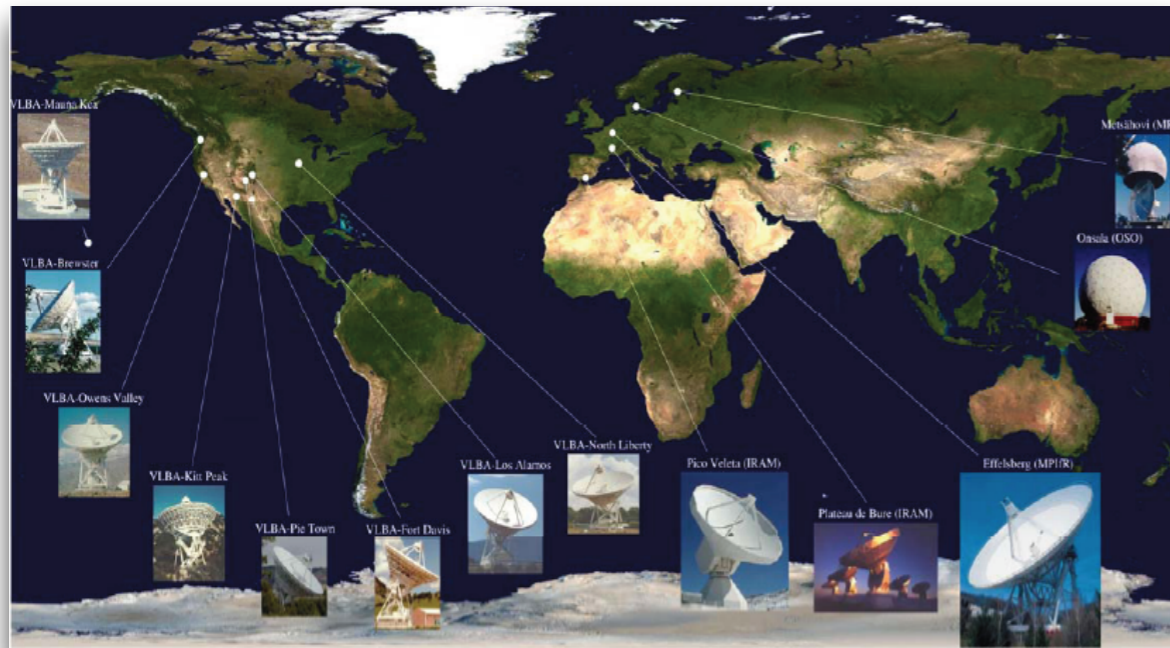 VLBA-Mauna Kea
VLBA-Brewster
VLBA-Owens Valley
VLBA-Kitt Peak
VLBA-Pie Town
VLBA-Fort Davis
VLBA-Los Alamos
VLBA-North Liberty
Pico Veleta (IRAM)
Plateau de Bure (IRAM)
Effelsberg (MPIfR)
Onsala (OSO)
Metsähovi